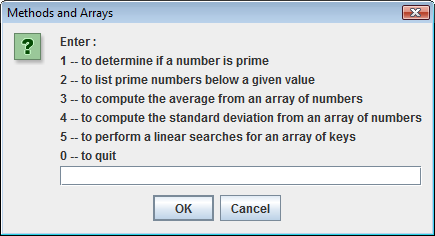 Methods and Arrays
Enter :
1 -- to determine if a number is prime
2 -- to list prime numbers below a given value
3 -- to compute the average from an array of numbers
4 -- to compute the standard deviation from an array of numbers
5 -- to perform a linear searches for an array of keys
0 -- to quit
OK Cancel